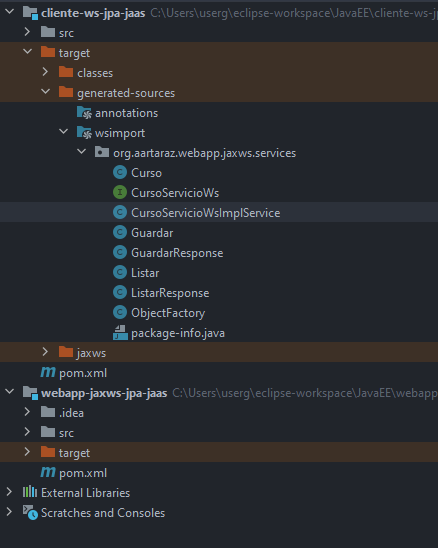 cliente-ws-jpa-jaas C:\Users\userg\eclipse-workspace\JavaEE\cliente-ws-jp
src
target
classes
generated-sources
annotations
wsimport
org.aartaraz.webapp.jaxws.services
C Curso
I CursoServicioWs
C CursoServicioWsImplService
C Guardar
C GuardarResponse
C Listar
C ListarResponse
C ObjectFactory
package-info.java
jaxws
m pom.xml
webapp-jaxws-jpa-jaas C:\Users\userg\eclipse-workspace\JavaEE\webapp
.idea
src
target
m pom.xml
External Libraries
Scratches and Consoles